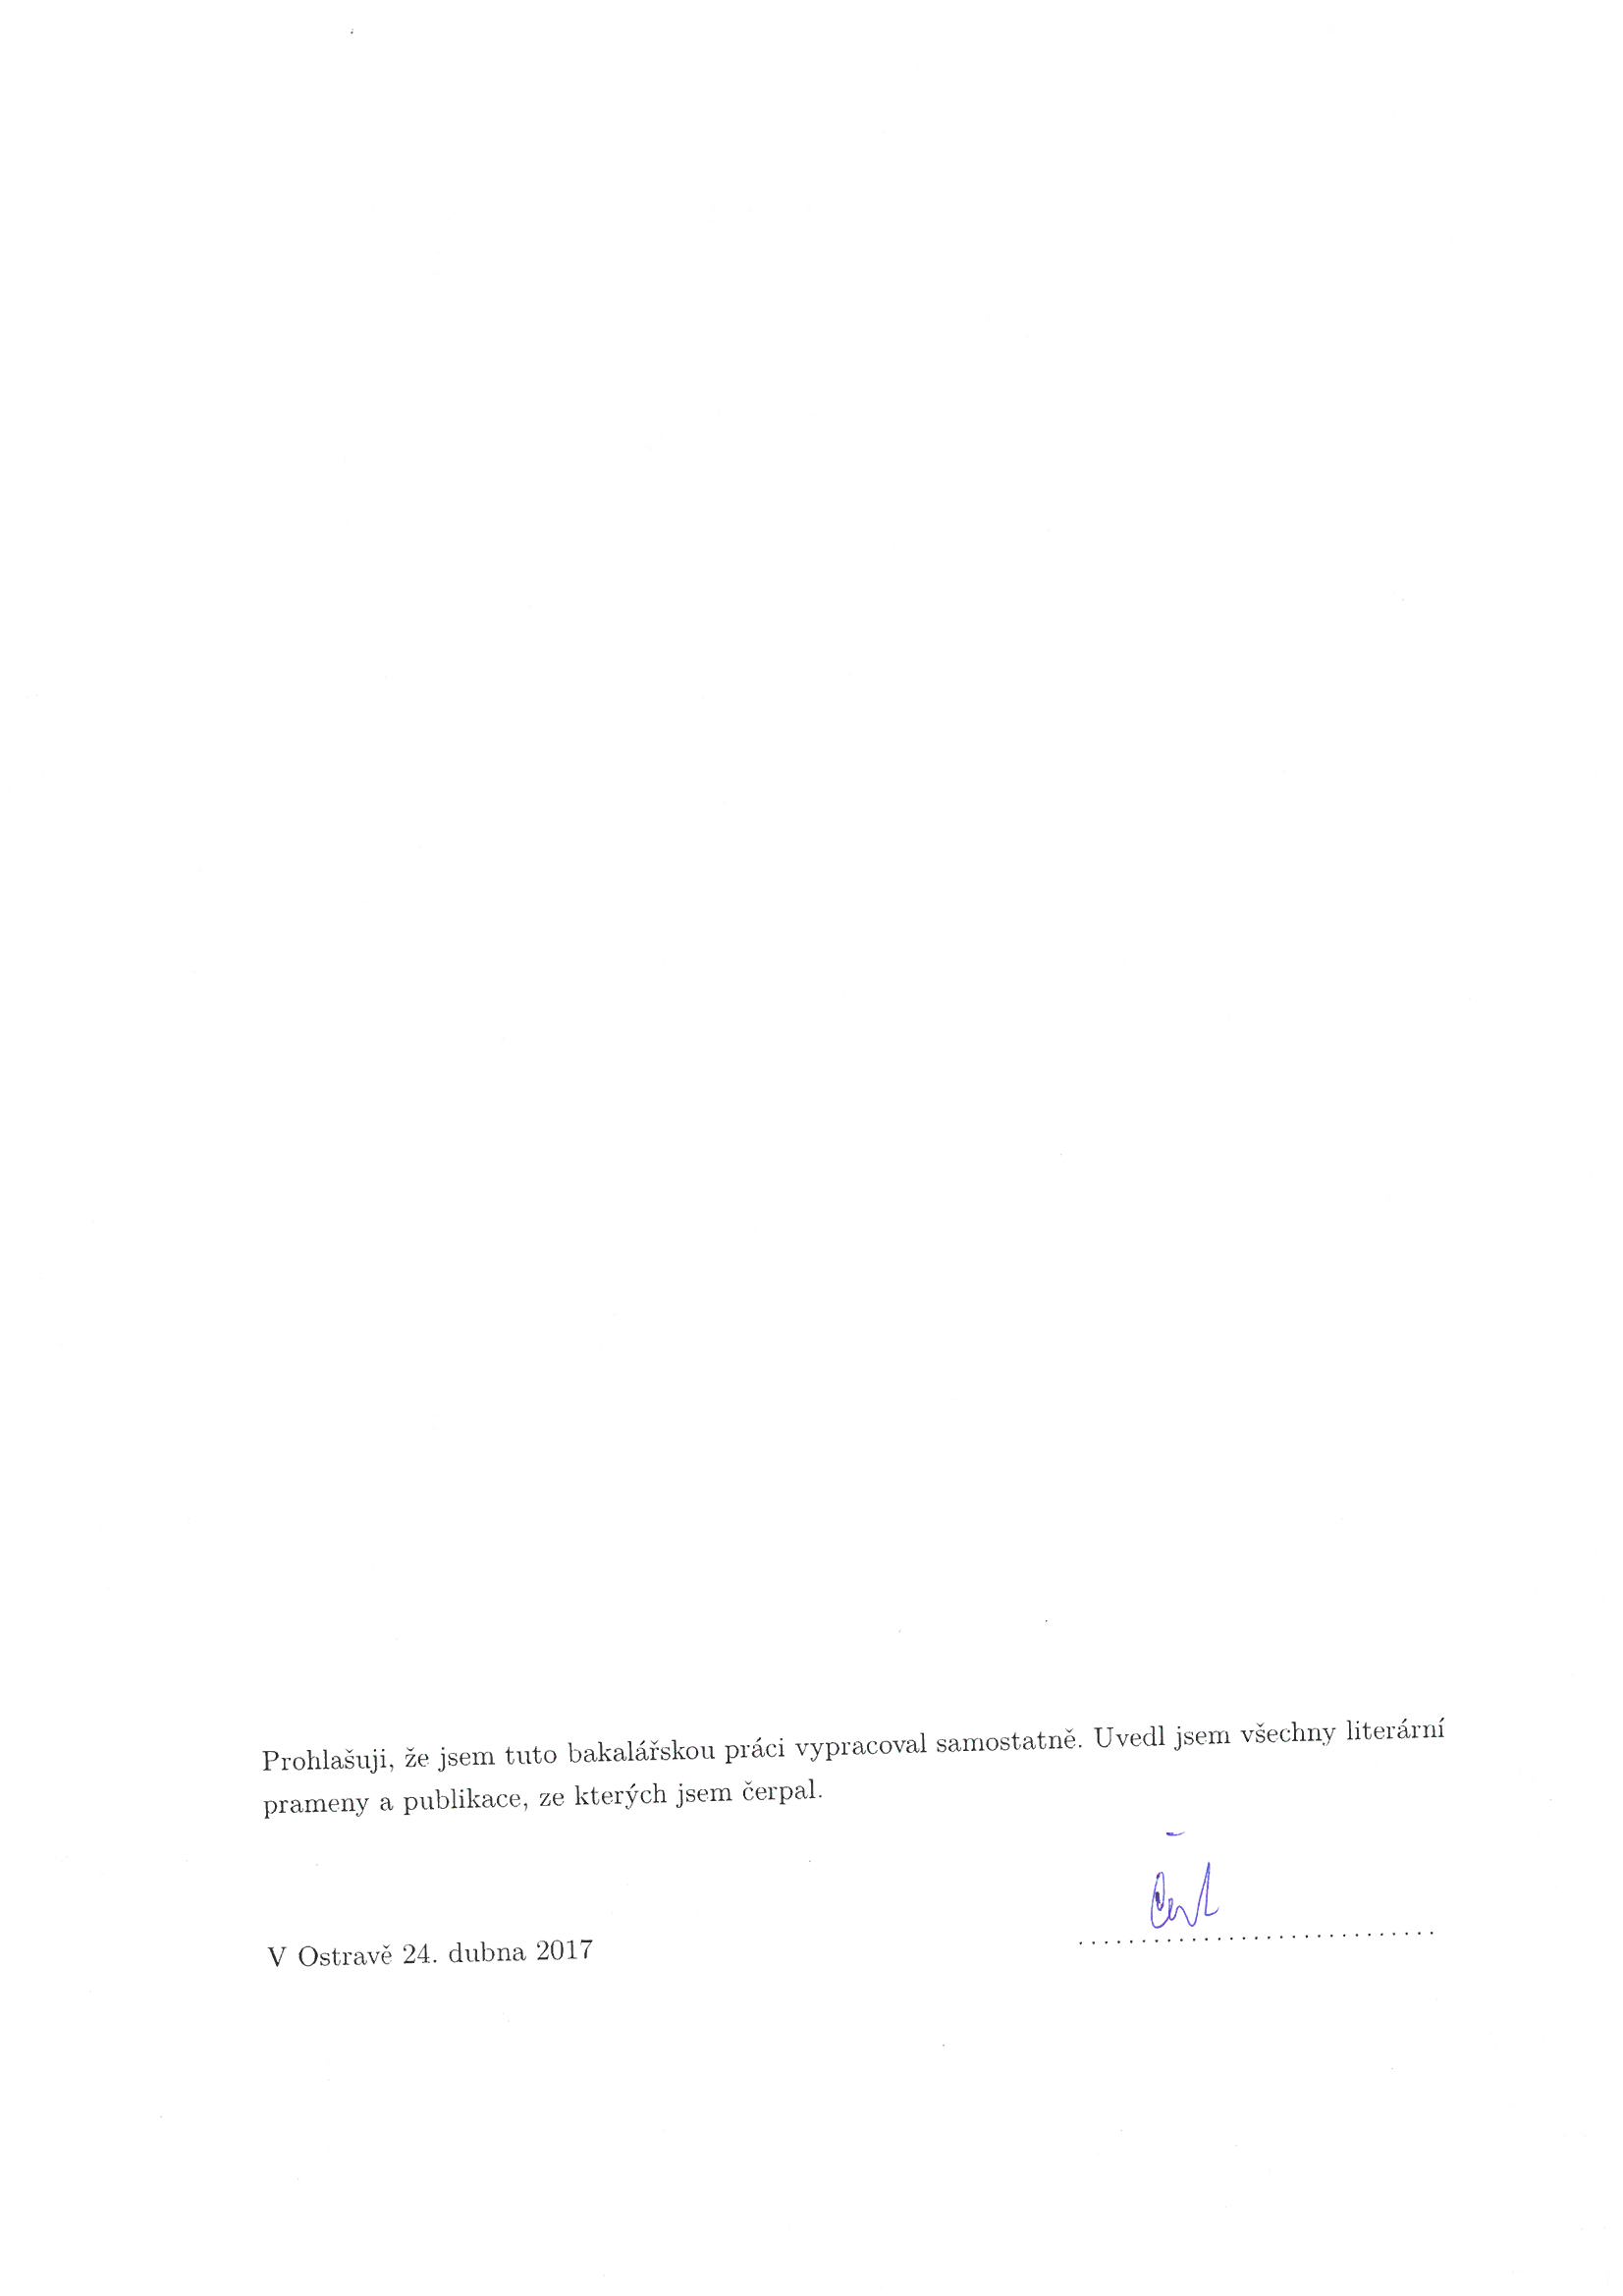 Prohlašuji, že jsem tuto bakalářskou práci vypracoval samostatně. Uvedl jsem všechny literární
prameny a publikace, ze kterých jsem čerpal.
V Ostravě 24. dubna 2017